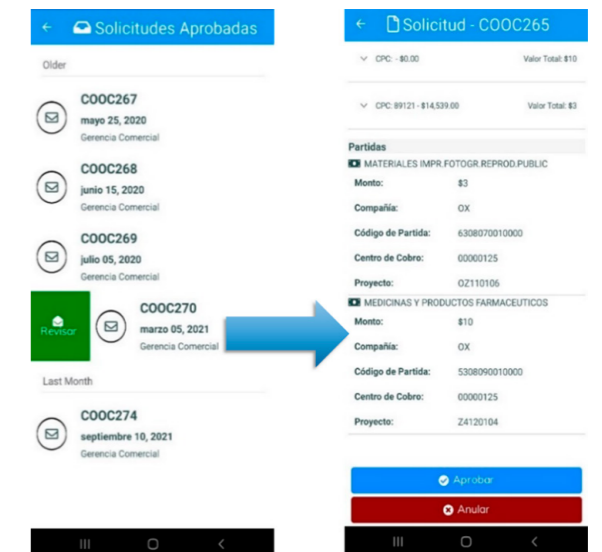 Solicitudes Aprobadas
Older
COOC267
mayo 25, 2020
Gerencia Comercial
COOC268
junio 15, 2020
Gerencia Comercial
COOC269
julio 05, 2020
Gerencia Comercial
Revisar
COOC270
marzo 05, 2021
Gerencia Comercial
Last Month
COOC274
septiembre 10, 2021
Gerencia Comercial
Solicitud - COOC265
CPC: - $0.00 Valor Total: $10
CPC: 89121 - $14,539.00 Valor Total: $3
Partidas
MATERIALES IMPR.FOTOGR.REPROD.PUBLIC
Monto: $3
Compañía: OX
Código de Partida: 6308070010000
Centro de Cobro: 00000125
Proyecto: OZ110106
MEDICINAS Y PRODUCTOS FARMACEUTICOS
Monto: $10
Compañía: OX
Código de Partida: 5308090010000
Centro de Cobro: 00000125
Proyecto: Z4120104
Aprobar
Anular